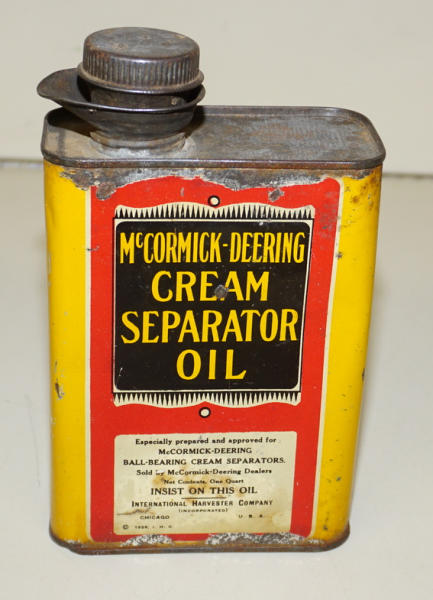 McCORMICK-DEERING
CREAM
SEPARATOR
OIL
Especially prepared and approved for
McCORMICK-DEERING
BALL-BEARING CREAM SEPARATORS.
Sold by McCormick-Deering Dealers
Net Contents, One Quart
INSIST ON THIS OIL
INTERNATIONAL HARVESTER COMPANY
(INCORPORATED)
CHICAGO U. S. A.
© I. H. C.